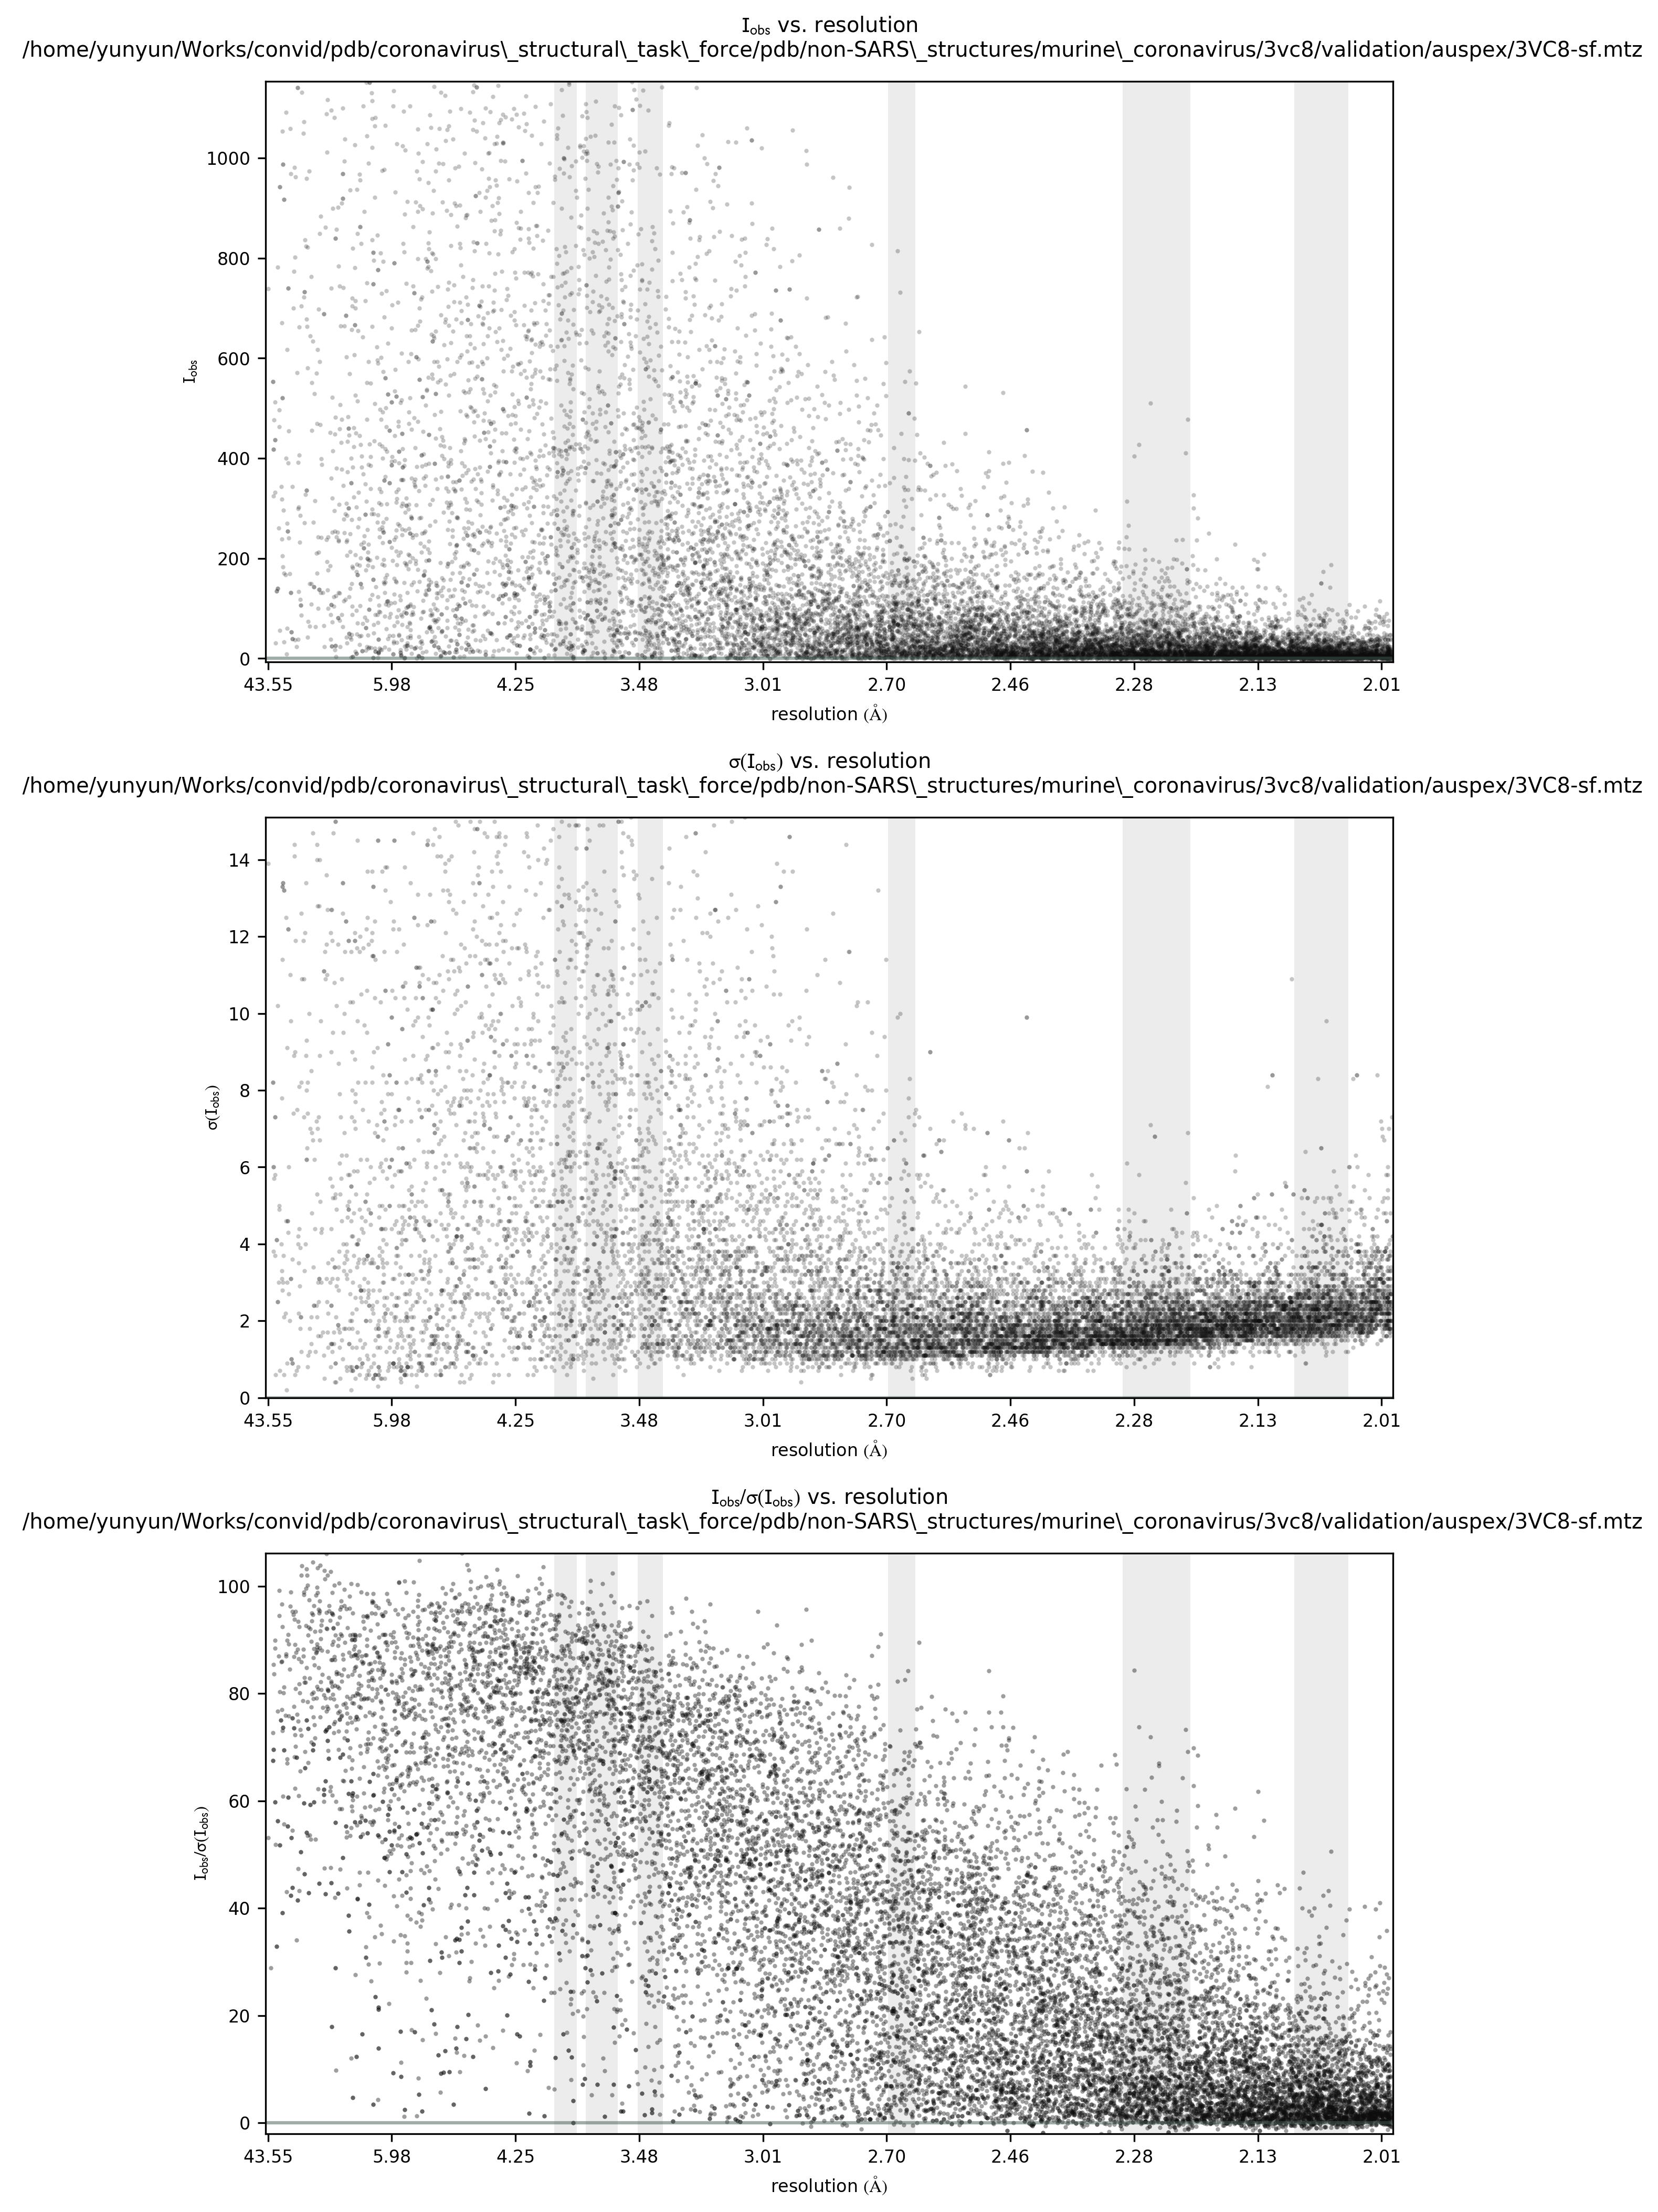 Iobs vs. resolution
/home/yunyun/Works/convid/pdb/coronavirus\_structural\_task\_force/pdb/non-SARS\_structures/murine\_coronavirus/3vc8/validation/auspex/3VC8-sf.mtz
1000
800
600
400
200
0
Iobs
43.55 5.98 4.25 3.48 3.01 2.70 2.46 2.28 2.13 2.01
resolution (Å)
σ(Iobs) vs. resolution
/home/yunyun/Works/convid/pdb/coronavirus\_structural\_task\_force/pdb/non-SARS\_structures/murine\_coronavirus/3vc8/validation/auspex/3VC8-sf.mtz
14
12
10
8
6
4
2
0
σ(Iobs)
43.55 5.98 4.25 3.48 3.01 2.70 2.46 2.28 2.13 2.01
resolution (Å)
Iobs/σ(Iobs) vs. resolution
/home/yunyun/Works/convid/pdb/coronavirus\_structural\_task\_force/pdb/non-SARS\_structures/murine\_coronavirus/3vc8/validation/auspex/3VC8-sf.mtz
100
80
60
40
20
0
Iobs/σ(Iobs)
43.55 5.98 4.25 3.48 3.01 2.70 2.46 2.28 2.13 2.01
resolution (Å)